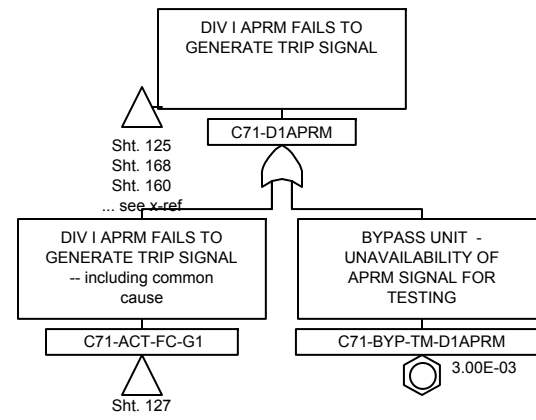 DIV I APRM FAILS TO
GENERATE TRIP SIGNAL
C71-D1APRM
Sht. 125
Sht. 168
Sht. 160
... see x-ref
DIV I APRM FAILS TO
GENERATE TRIP SIGNAL
-- including common
cause
C71-ACT-FC-G1
Sht. 127
BYPASS UNIT -
UNAVAILABILITY OF
APRM SIGNAL FOR
TESTING
C71-BYP-TM-D1APRM
3.00E-03